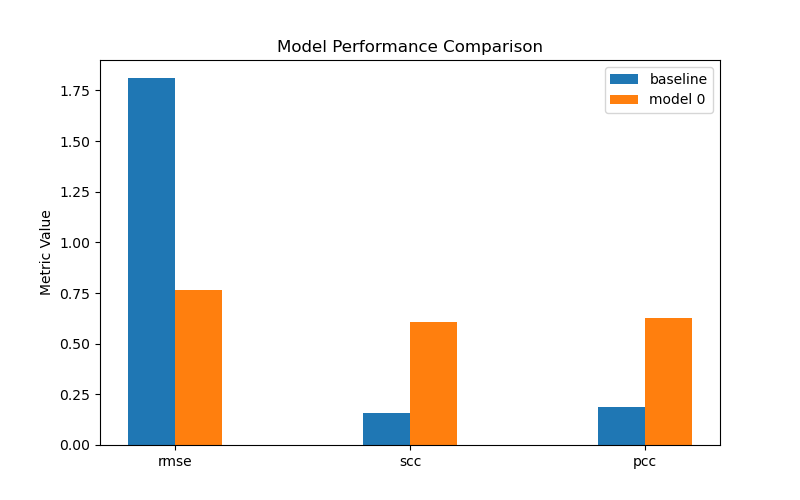 Model Performance Comparison
baseline
model 0
Metric Value
1.75
1.50
1.25
1.00
0.75
0.50
0.25
0.00
rmse
scc
pcc